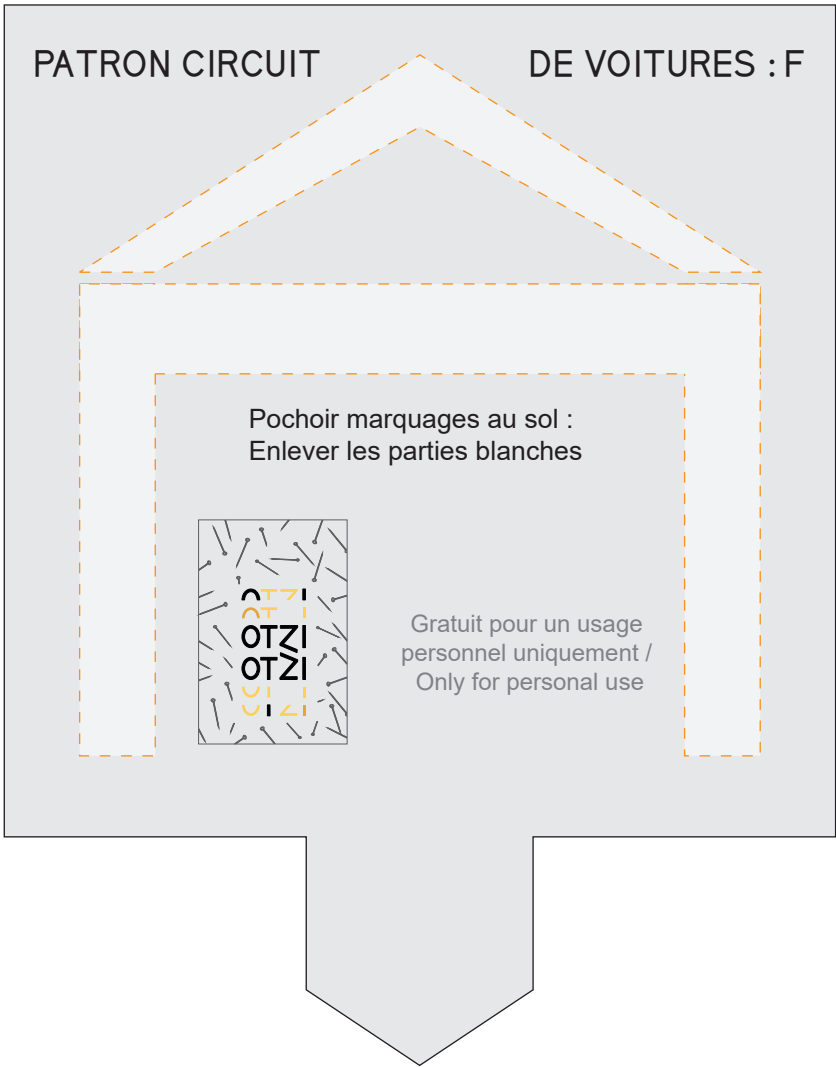 PATRON CIRCUIT DE VOITURES : F
Pochoir marquages au sol :
Enlever les parties blanches
OTZI
OTZI
Gratuit pour un usage
personnel uniquement /
Only for personal use